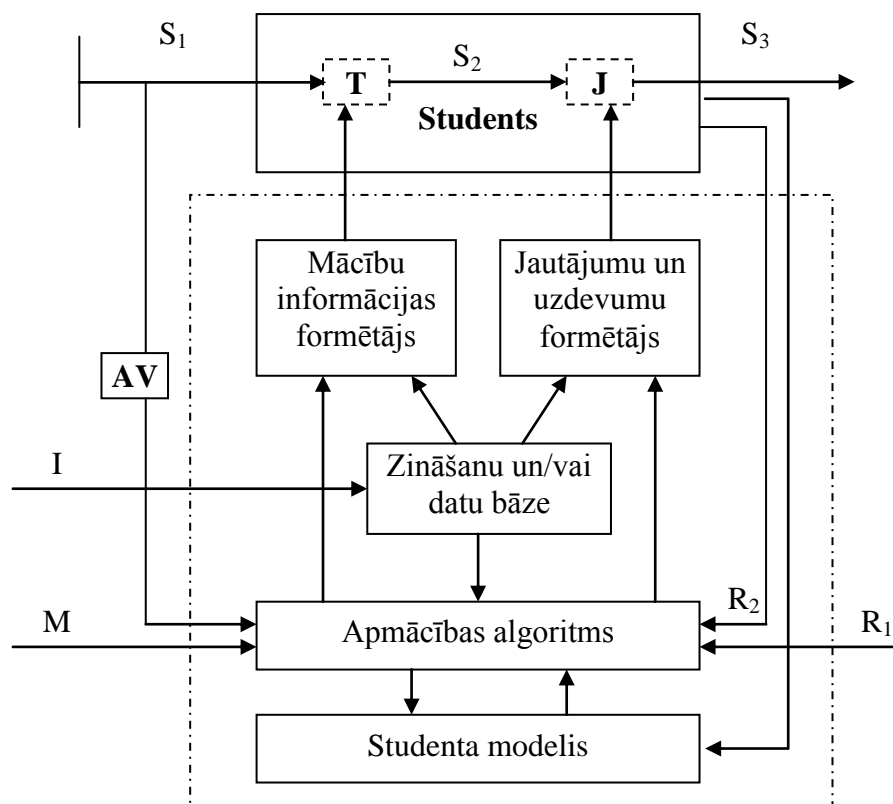 S₁
S₂
S₃
T
J
Students
Mācību
informācijas
formētājs
Jautājumu un
uzdevumu
formētājs
AV
I
Zināšanu un/vai
datu bāze
M
Apmācības algoritms
R₂
R₁
Studenta modelis